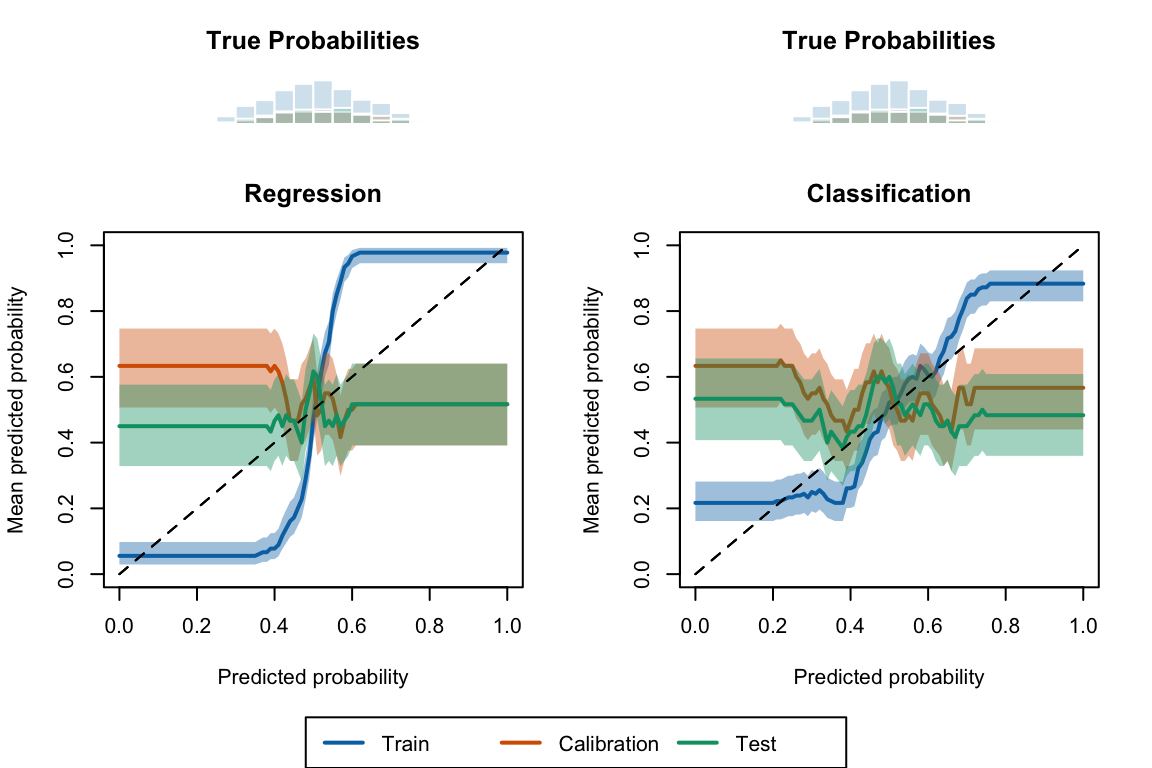 True Probabilities
True Probabilities
Regression
Classification
Mean predicted probability
0.0 0.2 0.4 0.6 0.8 1.0
0.0 0.2 0.4 0.6 0.8 1.0
Predicted probability
Mean predicted probability
0.0 0.2 0.4 0.6 0.8 1.0
0.0 0.2 0.4 0.6 0.8 1.0
Predicted probability
Train Calibration Test